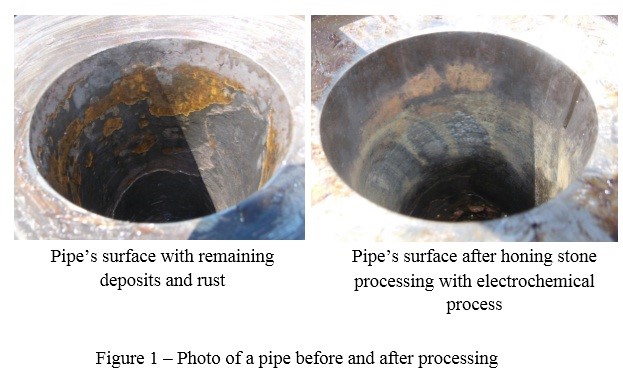 Pipe’s surface with remaining
deposits and rust
Pipe’s surface after honing stone
processing with electrochemical
process
Figure 1 – Photo of a pipe before and after processing